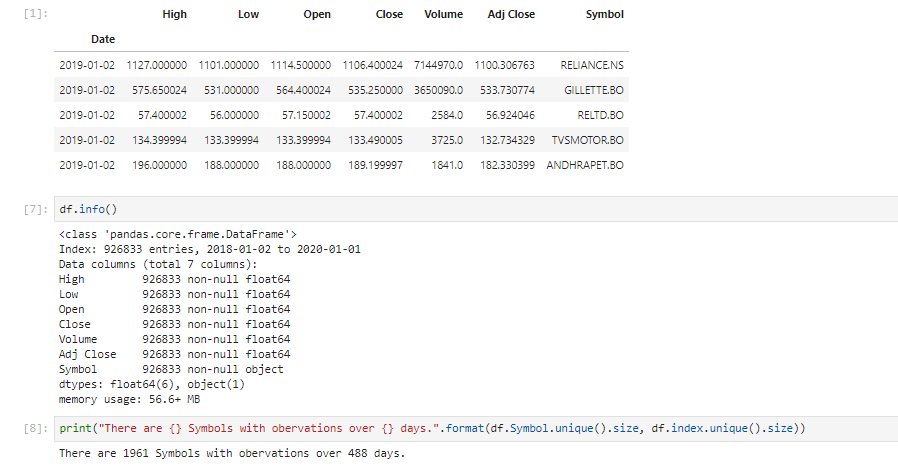 [1]: High Low Open Close Volume Adj Close Symbol
Date
2019-01-02 1127.000000 1101.000000 1114.500000 1106.400024 7144970.0 1100.306763 RELIANCE.NS
2019-01-02 575.650024 531.000000 564.400024 535.250000 3650090.0 533.730774 GILLETTE.BO
2019-01-02 57.400002 56.000000 57.150002 57.400002 2584.0 56.924046 RELTD.BO
2019-01-02 134.399994 133.399994 133.399994 133.490005 3725.0 132.734329 TVSMOTOR.BO
2019-01-02 196.000000 188.000000 188.000000 189.199997 1841.0 182.330399 ANDHRAPET.BO
[7]: df.info()
<class 'pandas.core.frame.DataFrame'>
Index: 926833 entries, 2018-01-02 to 2020-01-01
Data columns (total 7 columns):
High 926833 non-null float64
Low 926833 non-null float64
Open 926833 non-null float64
Close 926833 non-null float64
Volume 926833 non-null float64
Adj Close 926833 non-null float64
Symbol 926833 non-null object
dtypes: float64(6), object(1)
memory usage: 56.6+ MB
[8]: print("There are {} Symbols with obervations over {} days.".format(df.Symbol.unique().size, df.index.unique().size))
There are 1961 Symbols with obervations over 488 days.